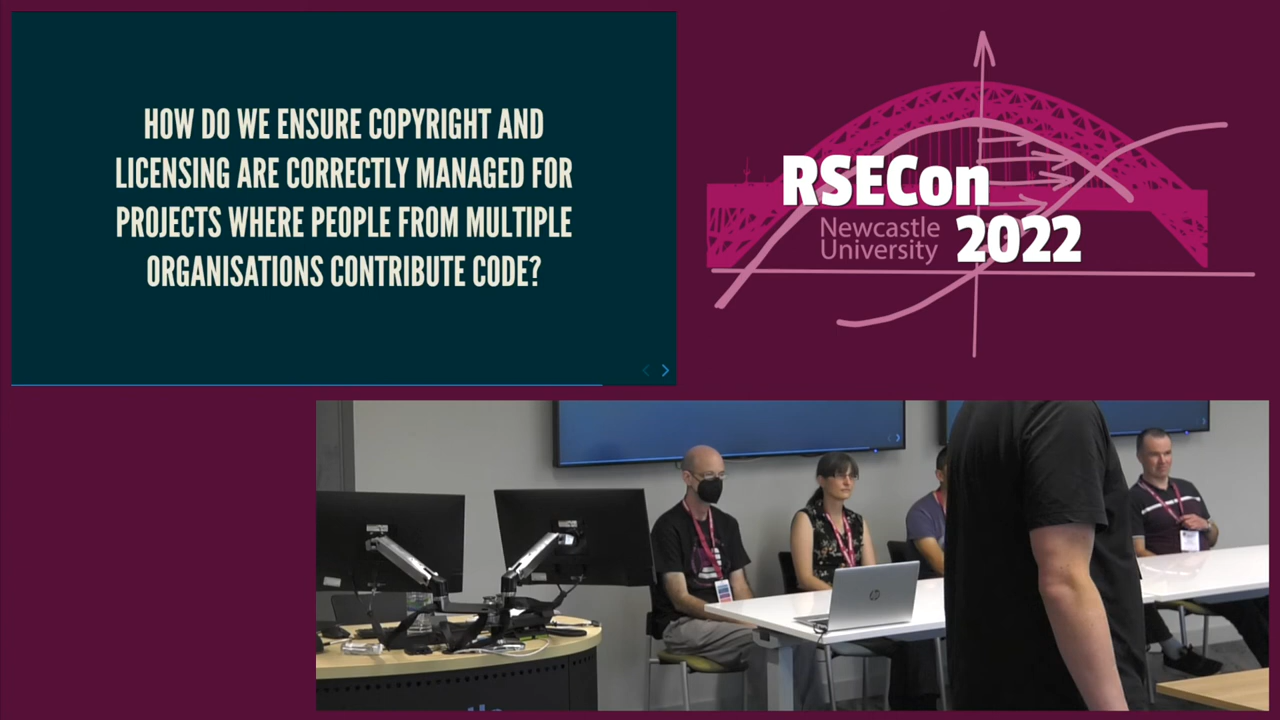 HOW DO WE ENSURE COPYRIGHT AND
LICENSING ARE CORRECTLY MANAGED FOR
PROJECTS WHERE PEOPLE FROM MULTIPLE
ORGANISATIONS CONTRIBUTE CODE?
RSECon
Newcastle
University
2022
hp